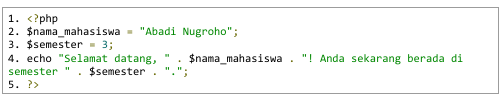 1. <?php
2. $nama_mahasiswa = "Abadi Nugroho";
3. $semester = 3;
4. echo "Selamat datang, " . $nama_mahasiswa . "! Anda sekarang berada di
semester " . $semester . ".";
5. ?>